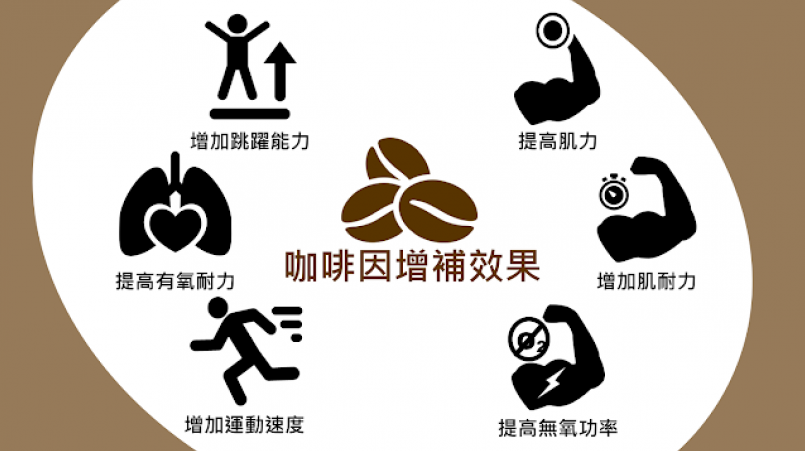 增加跳躍能力
提高肌力
提高有氧耐力
咖啡因增補效果
增加肌耐力
增加運動速度
O2
提高無氧功率